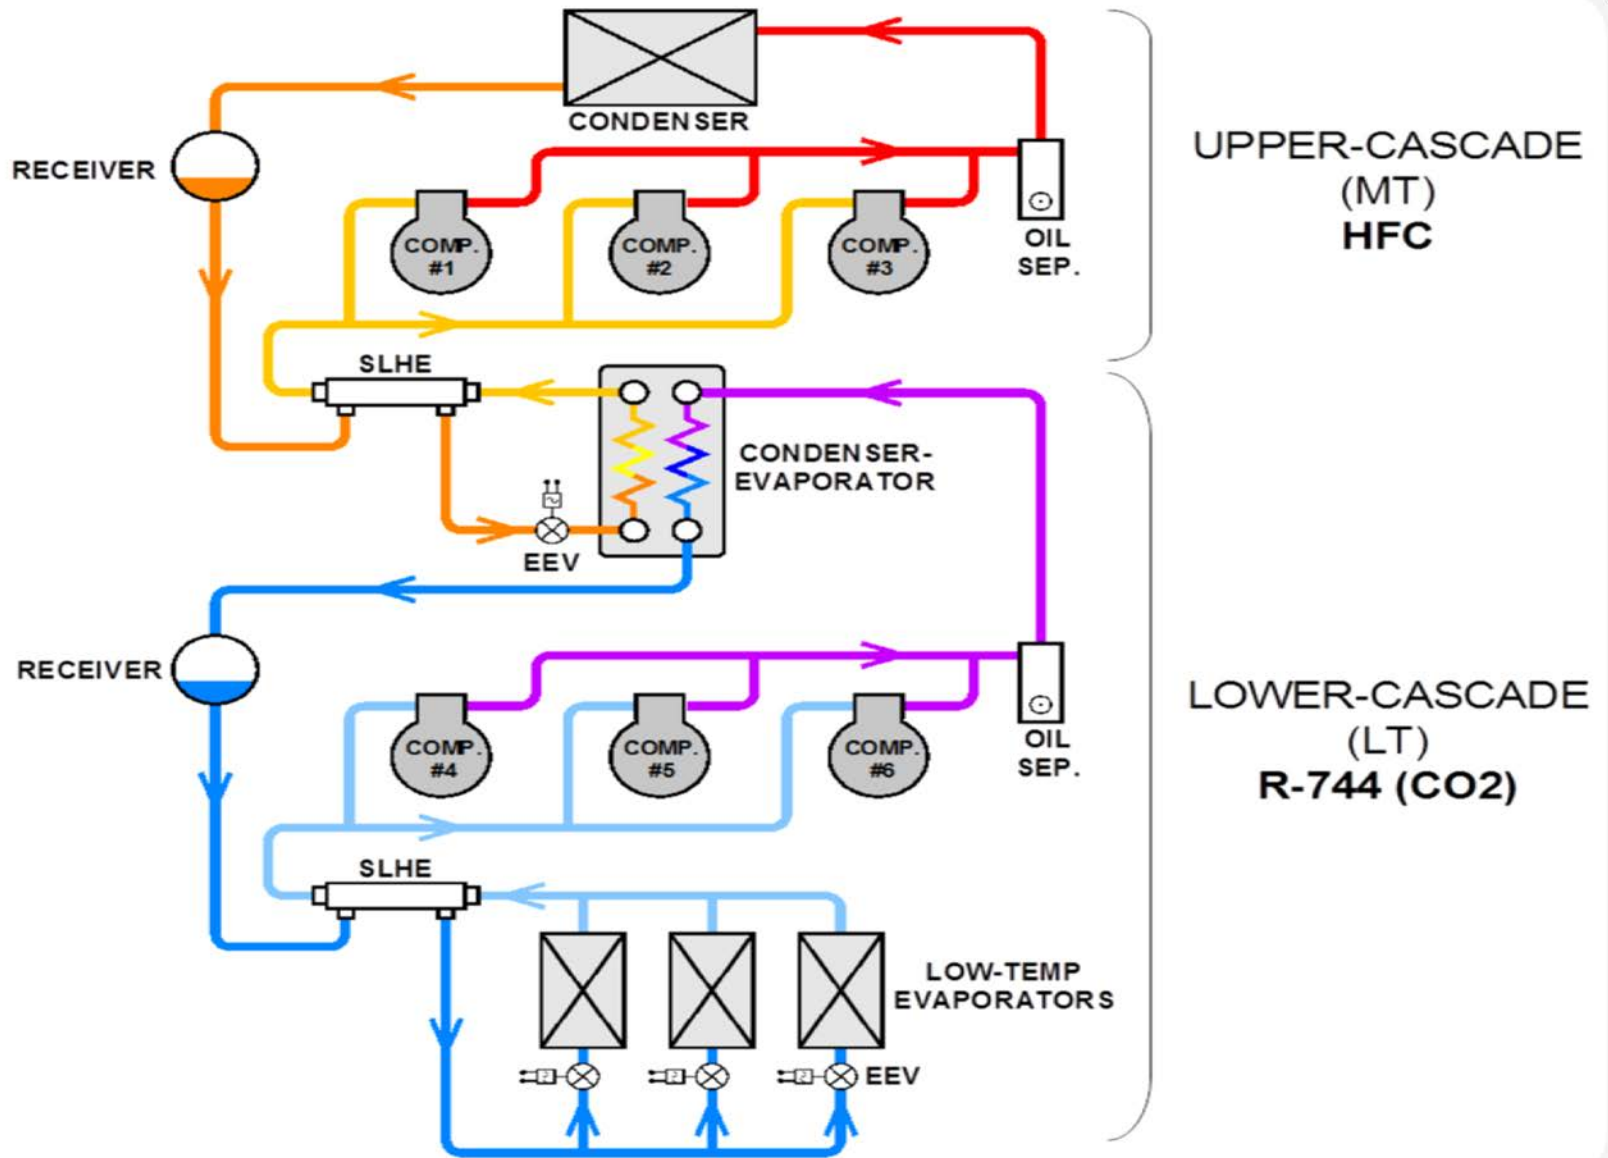 CONDENSER
RECEIVER
COMP.
#1
COMP.
#2
COMP.
#3
OIL
SEP.
UPPER-CASCADE
(MT)
HFC
SLHE
CONDENSER-
EVAPORATOR
EEV
RECEIVER
COMP.
#4
COMP.
#5
COMP.
#6
OIL
SEP.
LOWER-CASCADE
(LT)
R-744 (CO2)
SLHE
LOW-TEMP
EVAPORATORS
EEV